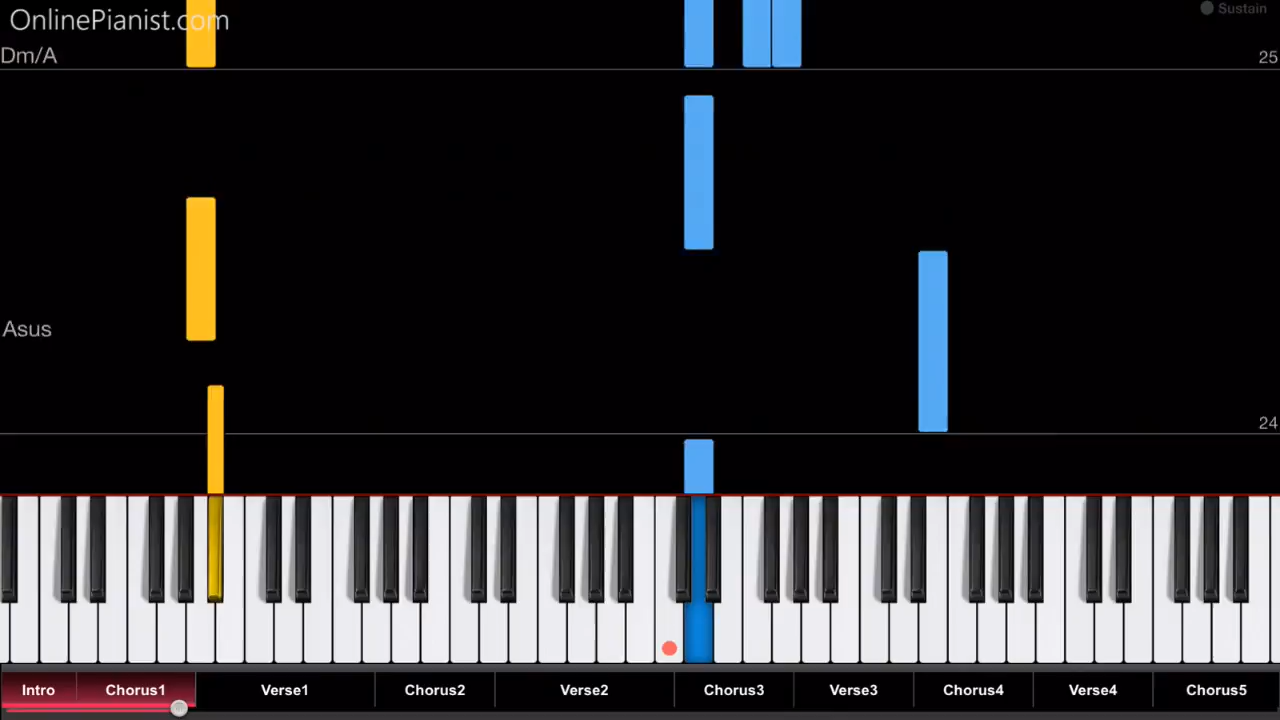 OnlinePianist.com
Sustain
Dm/A
25
Asus
24
Intro Chorus1 Verse1 Chorus2 Verse2 Chorus3 Verse3 Chorus4 Verse4 Chorus5